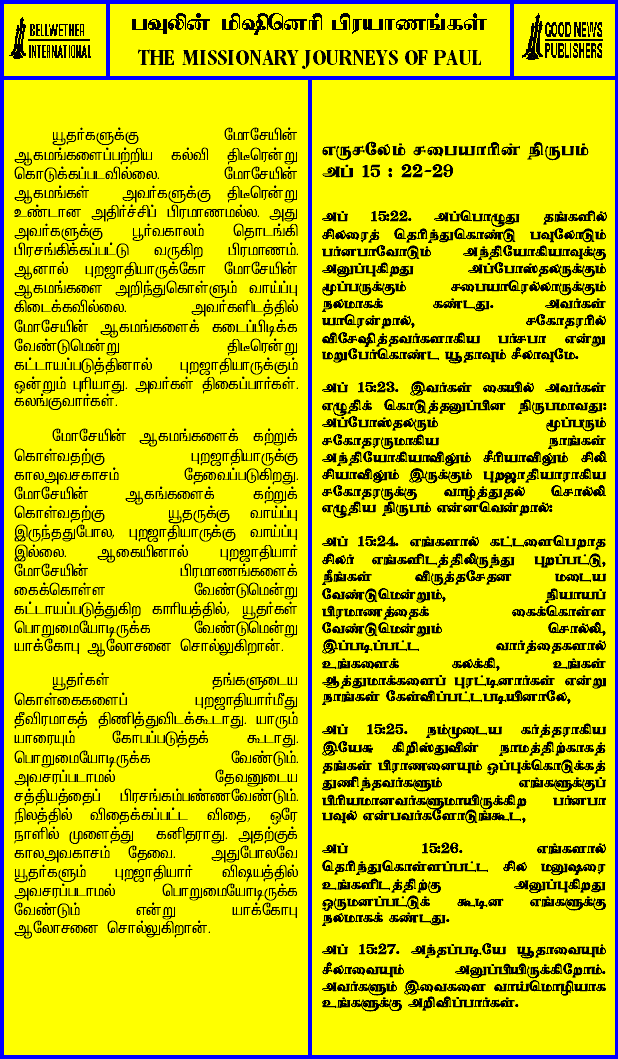 BELLWETHER
INTERNATIONAL
பவுலின் மிஷினெரி பிரயாணங்கள்
THE MISSIONARY JOURNEYS OF PAUL
GOOD NEWS
PUBLISHERS
யூதர்களுக்கு மோசேயின்
ஆகமங்களைப்பற்றிய கல்வி திடீரென்று
கொடுக்கப்படவில்லை. மோசேயின்
ஆகமங்கள் அவர்களுக்கு திடீரென்று
உண்டான அதிர்ச்சிப் பிரமாணமல்ல. அது
அவர்களுக்கு பூர்வகாலம் தொடங்கி
பிரசங்கிக்கப்பட்டு வருகிற பிரமாணம்.
ஆனால் புறஜாதியாருக்கோ மோசேயின்
ஆகமங்களை அறிந்துகொள்ளும் வாய்ப்பு
கிடைக்கவில்லை. அவர்களிடத்தில்
மோசேயின் ஆகமங்களைக் கடைப்பிடிக்க
வேண்டுமென்று திடீரென்று
கட்டாயப்படுத்தினால் புறஜாதியாருக்கும்
ஒன்றும் புரியாது. அவர்கள் திகைப்பார்கள்.
கலங்குவார்கள்.
மோசேயின் ஆகமங்களைக் கற்றுக்
கொள்வதற்கு புறஜாதியாருக்கு
காலஅவசகாசம் தேவைப்படுகிறது.
மோசேயின் ஆகங்களைக் கற்றுக்
கொள்வதற்கு யூதருக்கு வாய்ப்பு
இருந்ததுபோல, புறஜாதியாருக்கு வாய்ப்பு
இல்லை. ஆகையினால் புறஜாதியார்
மோசேயின் பிரமாணங்களைக்
கைக்கொள்ள வேண்டுமென்று
கட்டாயப்படுத்துகிற காரியத்தில், யூதர்கள்
பொறுமையோடிருக்க வேண்டுமென்று
யாக்கோபு ஆலோசனை சொல்லுகிறான்.
யூதர்கள் தங்களுடைய
கொள்கைகளைப் புறஜாதியார்மீது
தீவிரமாகத் திணித்துவிடக்கூடாது. யாரும்
யாரையும் கோபப்படுத்தக் கூடாது.
பொறுமையோடிருக்க வேண்டும்.
அவசரப்படாமல் தேவனுடைய
சத்தியத்தைப் பிரசங்கம்பண்ணவேண்டும்.
நிலத்தில் விதைக்கப்பட்ட விதை, ஒரே
நாளில் முளைத்து கனிதராது. அதற்குக்
காலஅவகாசம் தேவை. அதுபோலவே
யூதர்களும் புறஜாதியார் விஷயத்தில்
அவசரப்படாமல் பொறுமையோடிருக்க
வேண்டும் என்று யாக்கோபு
ஆலோசனை சொல்லுகிறான்.
எருசலேம் சபையாரின் நிருபம்
அப் 15 : 22-29
அப் 15:22. அப்பொழுது தங்களில்
சிலரைத் தெரிந்துகொண்டு பவுலோடும்
பர்னபாவோடும் அந்தியோகியாவுக்கு
அனுப்புகிறது அப்போஸ்தலருக்கும்
மூப்பருக்கும் சபையாரெல்லாருக்கும்
நலமாகக் கண்டது. அவர்கள்
யாரென்றால், சகோதரரில்
விசேஷித்தவர்களாகிய பர்சபா என்று
மறுபேர்கொண்ட யூதாவும் சீலாவுமே.
அப் 15:23. இவர்கள் கையில் அவர்கள்
எழுதிக் கொடுத்தனுப்பின நிருபமாவது:
அப்போஸ்தலரும் மூப்பரும்
சகோதரருமாகிய நாங்கள்
அந்தியோகியாவிலும் சீரியாவிலும் சிலி
சியாவிலும் இருக்கும் புறஜாதியாராகிய
சகோதரருக்கு வாழ்த்துதல் சொல்லி
எழுதிய நிருபம் என்னவென்றால்:
அப் 15:24. எங்களால் கட்டளைபெறாத
சிலர் எங்களிடத்திலிருந்து புறப்பட்டு,
நீங்கள் விருத்தசேதன மடைய
வேண்டுமென்றும், நியாயப்
பிரமாணத்தைக் கைக்கொள்ள
வேண்டுமென்றும் சொல்லி,
இப்படிப்பட்ட வார்த்தைகளால்
உங்களைக் கலக்கி, உங்கள்
ஆத்துமாக்களைப் புரட்டினார்கள் என்று
நாங்கள் கேள்விப்பட்டபடியினாலே,
அப் 15:25. நம்முடைய கர்த்தராகிய
இயேசு கிறிஸ்துவின் நாமத்திற்காகத்
தங்கள் பிராணனையும் ஒப்புக்கொடுக்கத்
துணிந்தவர்களும் எங்களுக்குப்
பிரியமானவர்களுமாயிருக்கிற பர்னபா
பவுல் என்பவர்களோடுங்கூட,
அப் 15:26. எங்களால்
தெரிந்துகொள்ளப்பட்ட சில மனுஷரை
உங்களிடத்திற்கு அனுப்புகிறது
ஒருமனப்பட்டுக் கூடின எங்களுக்கு
நலமாகக் கண்டது.
அப் 15:27. அந்தப்படியே யூதாவையும்
சீலாவையும் அனுப்பியிருக்கிறோம்.
அவர்களும் இவைகளை வாய்மொழியாக
உங்களுக்கு அறிவிப்பார்கள்.